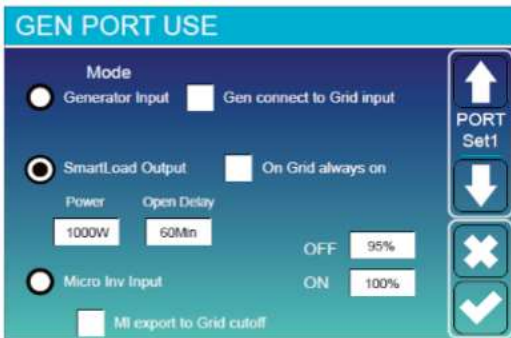 GEN PORT USE
Mode
Generator Input Gen connect to Grid input
PORT
Set1
SmartLoad Output On Grid always on
Power Open Delay
1000W 60Min
OFF 95%
Micro Inv Input ON 100%
MI export to Grid cutoff